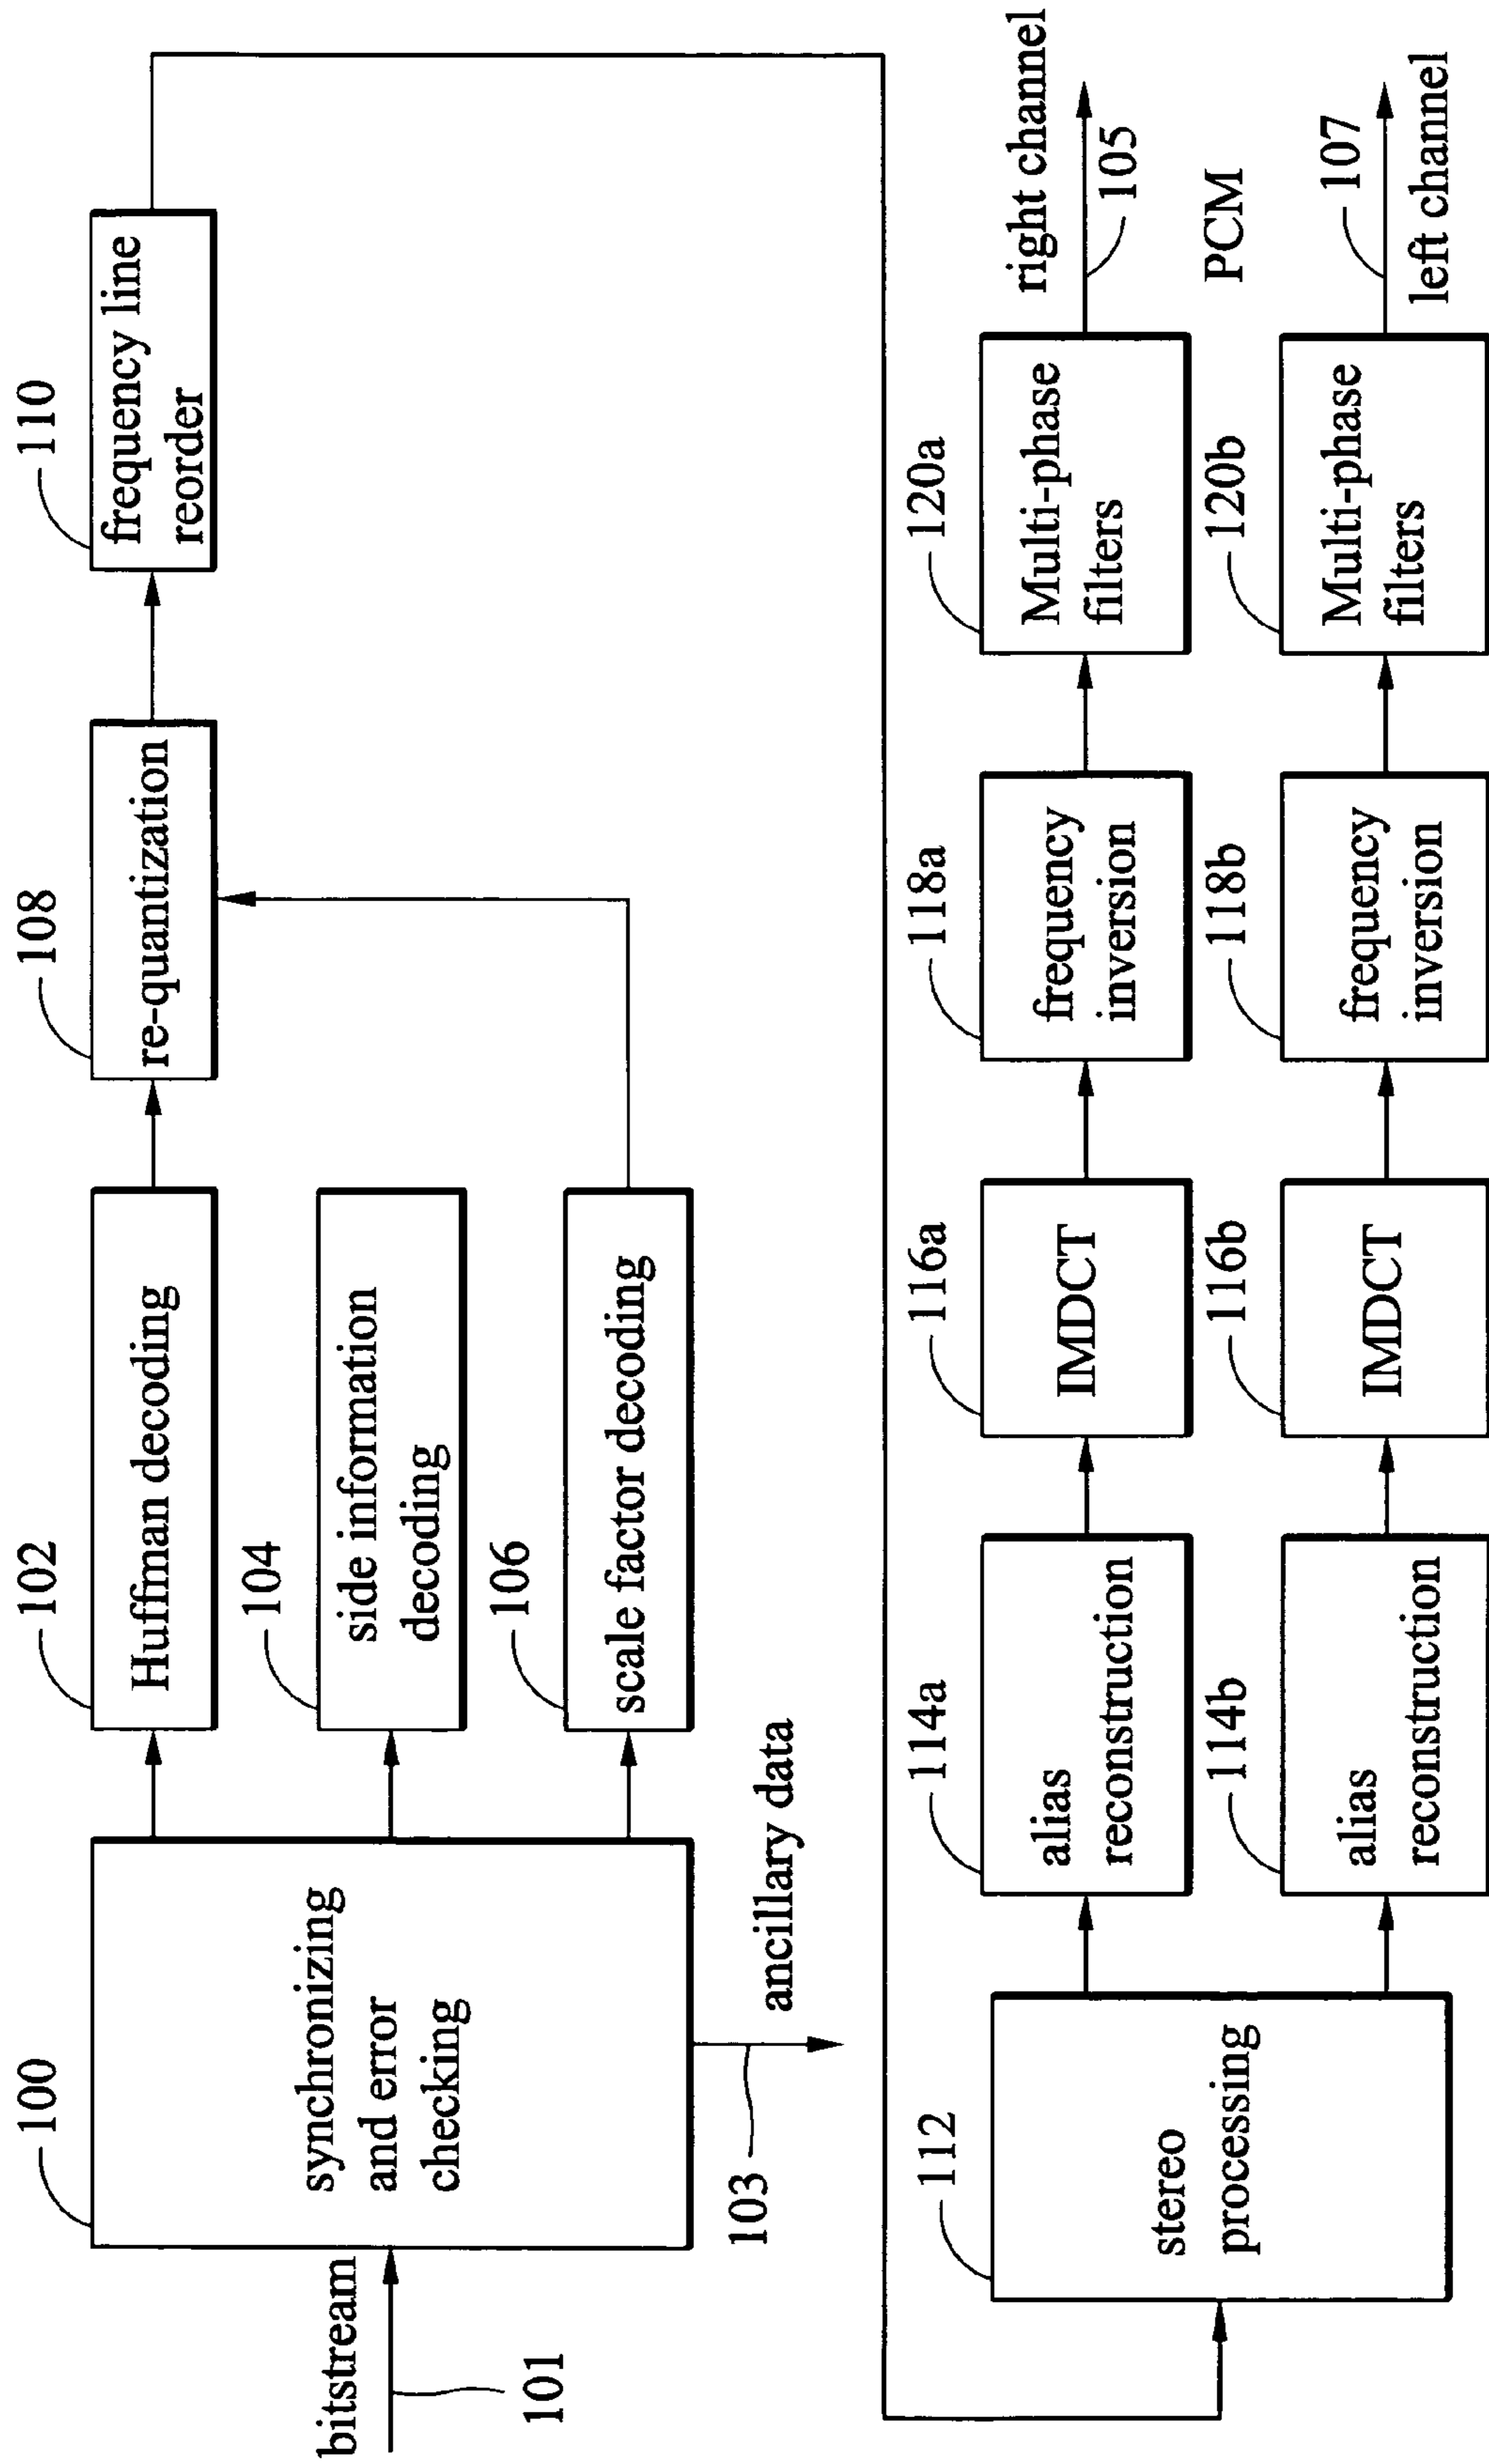 100
synchronizing
and error
checking
bitstream
101
103
ancillary data
102
Huffman decoding
104
side information
decoding
106
scale factor decoding
108
re-quantization
110
frequency line
reorder
112
stereo
processing
114a
alias
reconstruction
116a
IMDCT
118a
frequency
inversion
120a
Multi-phase
filters
right channel
105
PCM
114b
alias
reconstruction
116b
IMDCT
118b
frequency
inversion
120b
Multi-phase
filters
107
left channel